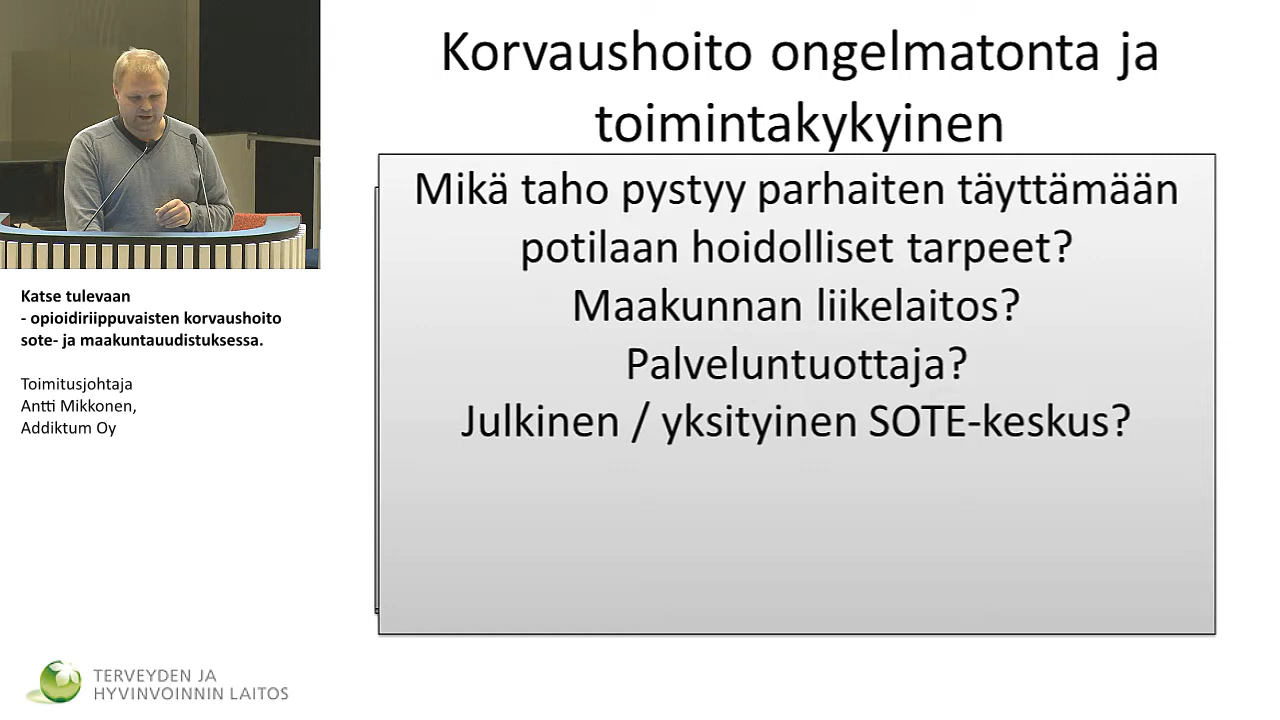 Korvaushoito ongelmatonta ja
toimintakykyinen
Mikä taho pystyy parhaiten täyttämään
potilaan hoidolliset tarpeet?
Maakunnan liikelaitos?
Palveluntuottaja?
Julkinen / yksityinen SOTE-keskus?
Katse tulevaan
- opioidiriippuvaisten korvaushoito
sote- ja maakuntauudistuksessa.
Toimitusjohtaja
Antti Mikkonen,
Addiktum Oy
TERVEYDEN JA
HYVINVOINNIN LAITOS